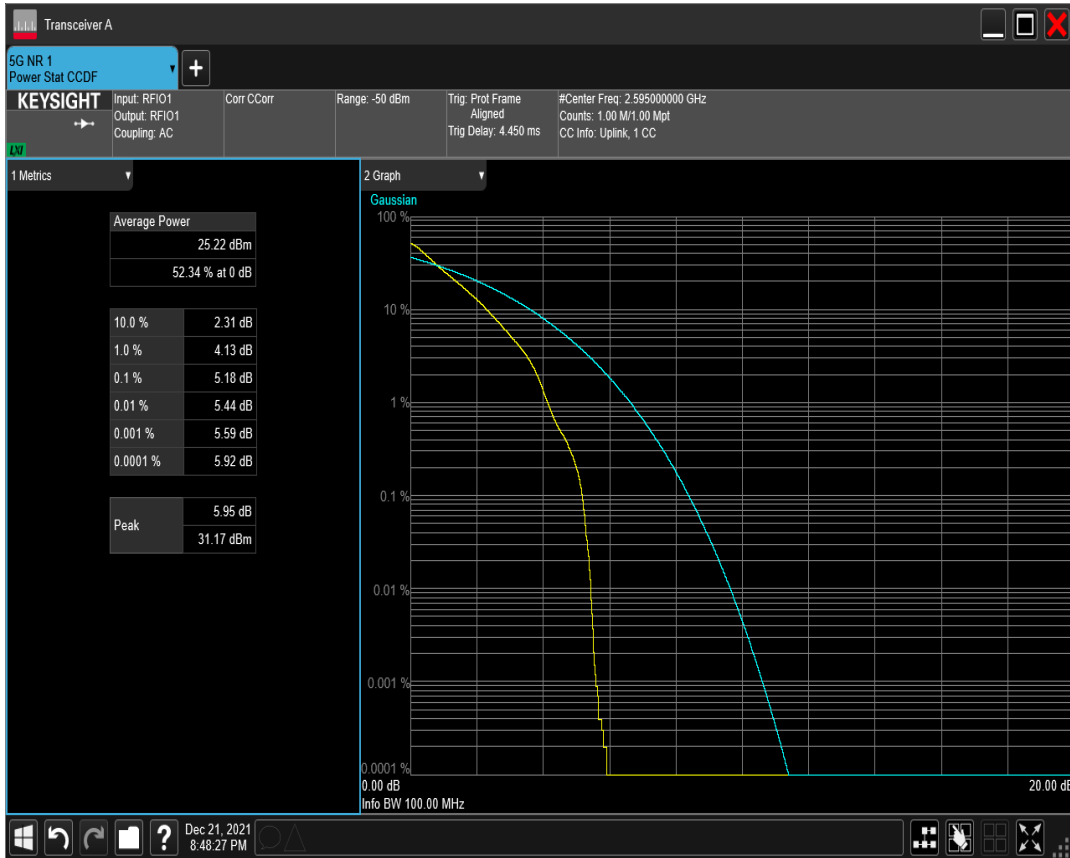 Transceiver A
5G NR 1
Power Stat CCDF
KEYSIGHT
LXI
Input: RFIO1
Output: RFIO1
Coupling: AC
Corr CCorr
Range: -50 dBm
Trig: Prot Frame
Aligned
Trig Delay: 4.450 ms
#Center Freq: 2.595000000 GHz
Counts: 1.00 M/1.00 Mpt
CC Info: Uplink, 1 CC
1 Metrics
Average Power
25.22 dBm
52.34 % at 0 dB
10.0 % 2.31 dB
1.0 % 4.13 dB
0.1 % 5.18 dB
0.01 % 5.44 dB
0.001 % 5.59 dB
0.0001 % 5.92 dB
Peak
5.95 dB
31.17 dBm
2 Graph
Gaussian
100 %
10 %
1 %
0.1 %
0.01 %
0.001 %
0.0001 %
0.00 dB 20.00 dB
Info BW 100.00 MHz
? Dec 21, 2021
8:48:27 PM